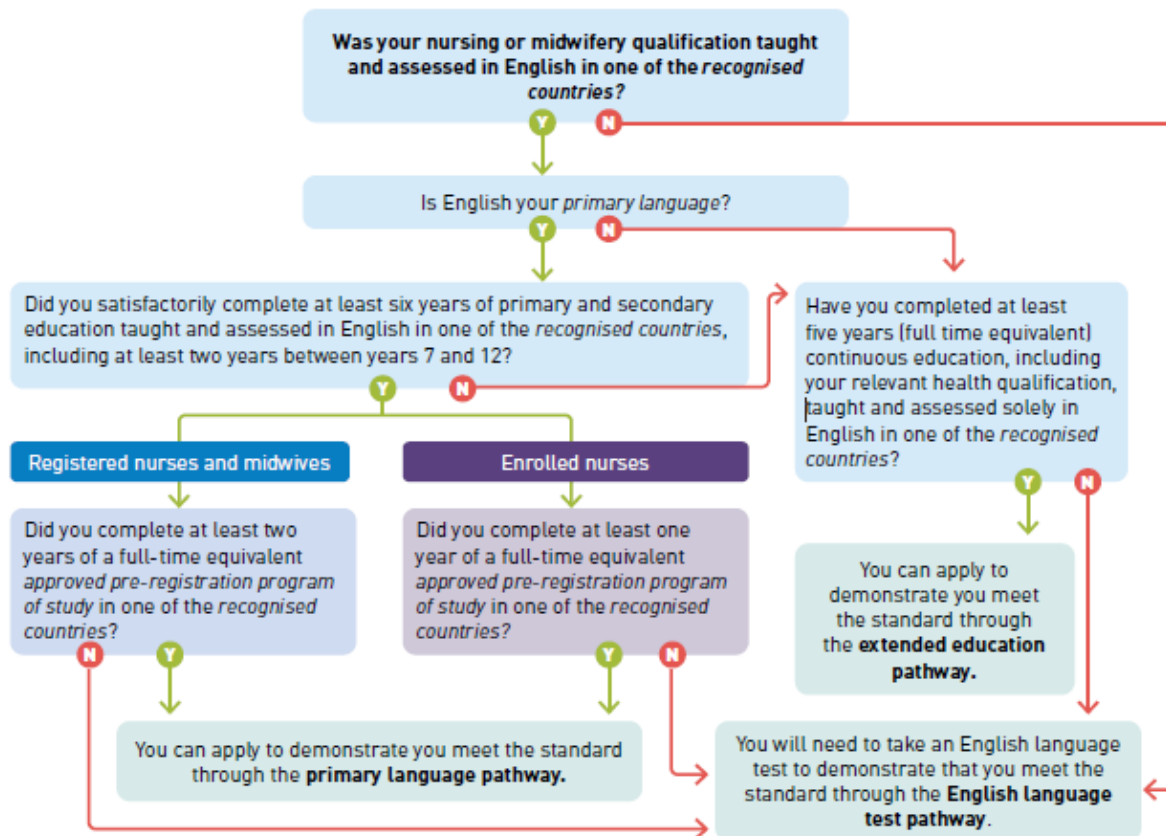 Was your nursing or midwifery qualification taught
and assessed in English in one of the recognised
countries?
Y
N
Is English your primary language?
Y
N
Did you satisfactorily complete at least six years of primary and secondary
education taught and assessed in English in one of the recognised countries,
including at least two years between years 7 and 12?
Y
N
Have you completed at least
five years (full time equivalent)
continuous education, including
your relevant health qualification,
taught and assessed solely in
English in one of the recognised
countries?
Y
N
Registered nurses and midwives
Enrolled nurses
Did you complete at least two
years of a full-time equivalent
approved pre-registration program
of study in one of the recognised
countries?
N
Y
Did you complete at least one
year of a full-time equivalent
approved pre-registration program
of study in one of the recognised
countries?
Y
N
You can apply to
demonstrate you meet
the standard through
the extended education
pathway.
You can apply to demonstrate you meet the standard
through the primary language pathway.
You will need to take an English language
test to demonstrate that you meet the
standard through the English language
test pathway.